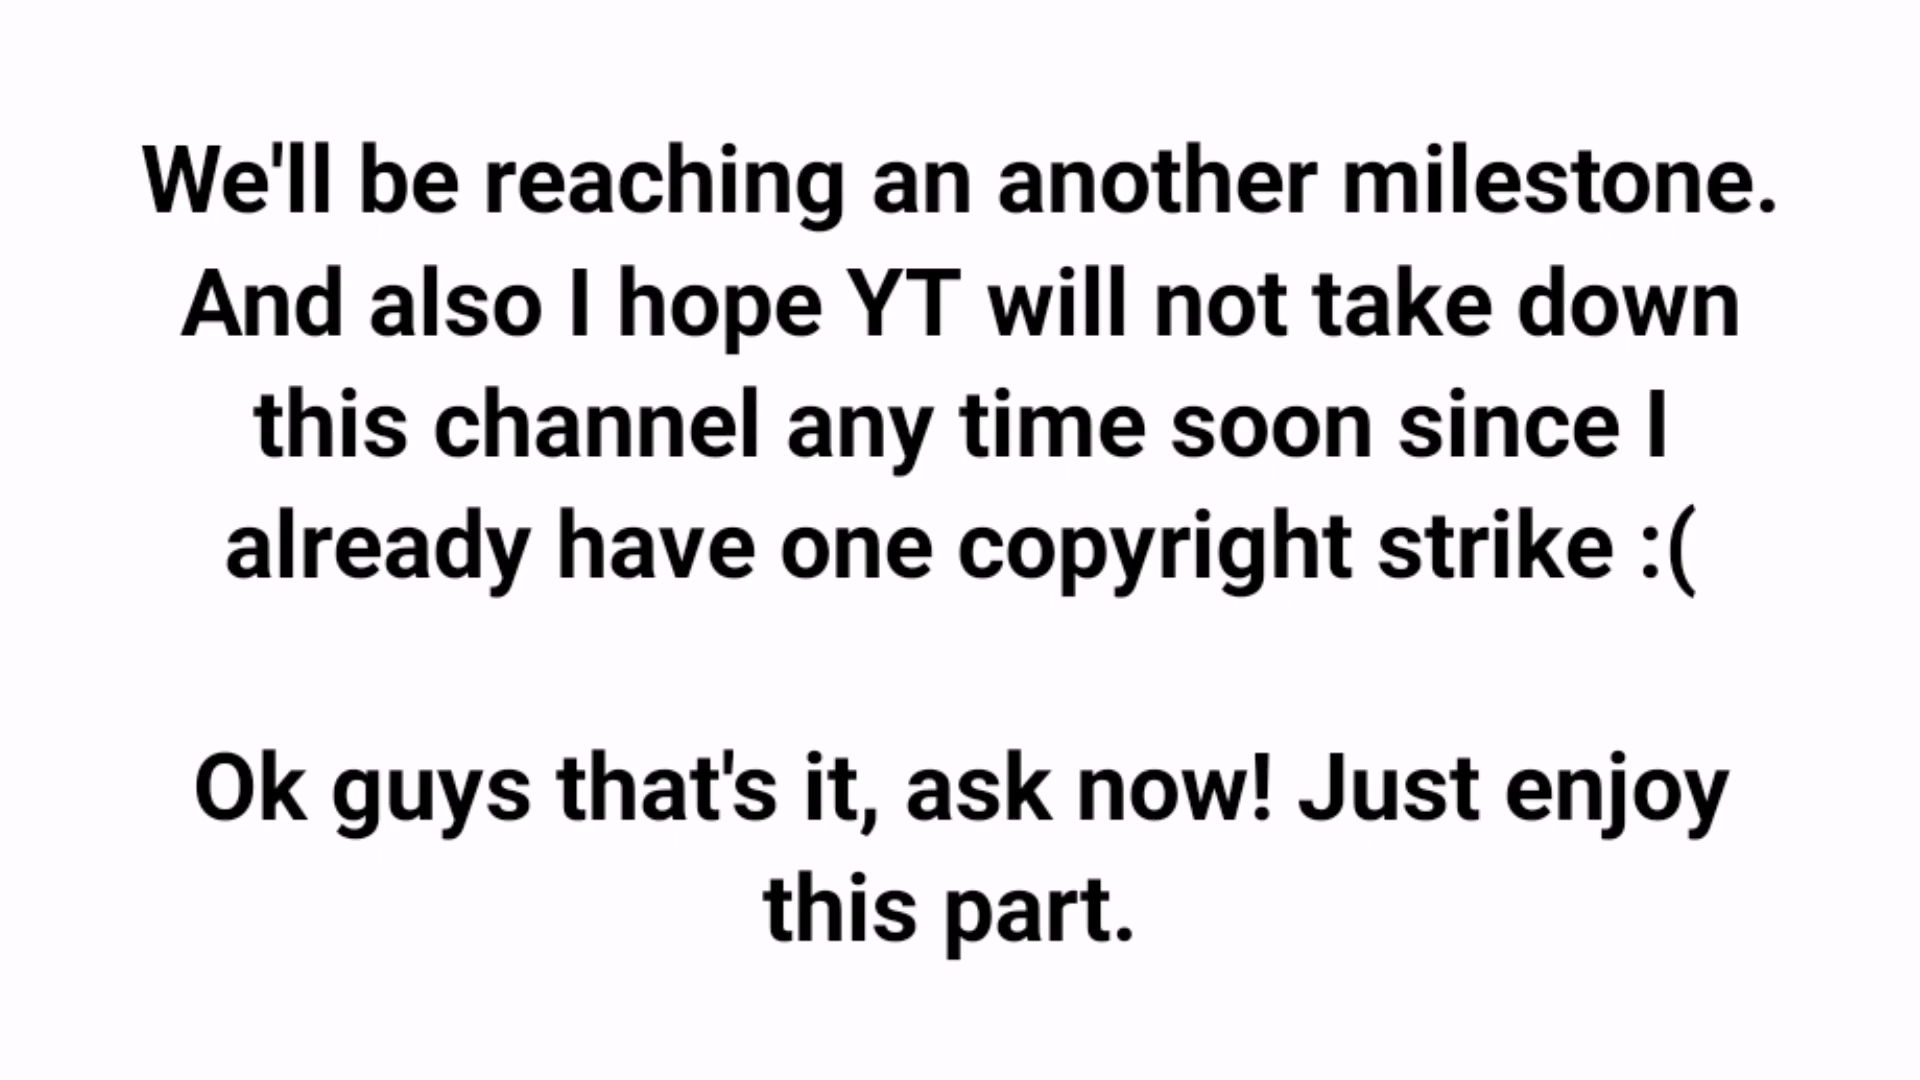 We'll be reaching an another milestone.
And also I hope YT will not take down
this channel any time soon since I
already have one copyright strike :(
Ok guys that's it, ask now! Just enjoy
this part.